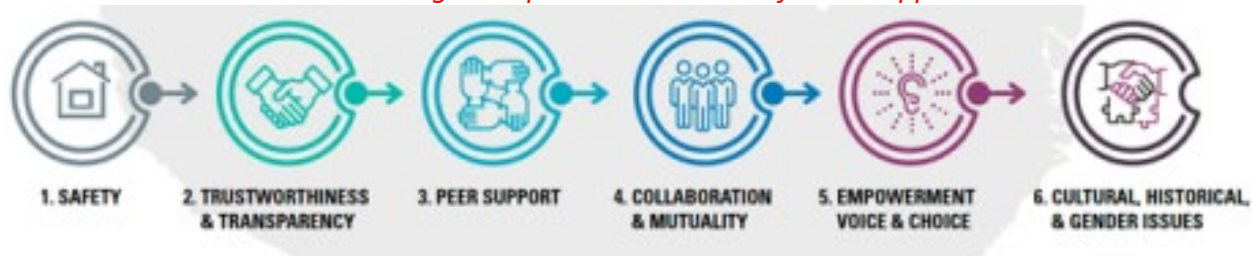 1. SAFETY
2. TRUSTWORTHINESS
& TRANSPARENCY
3. PEER SUPPORT
4. COLLABORATION
& MUTUALITY
5. EMPOWERMENT
VOICE & CHOICE
6. CULTURAL, HISTORICAL,
& GENDER ISSUES